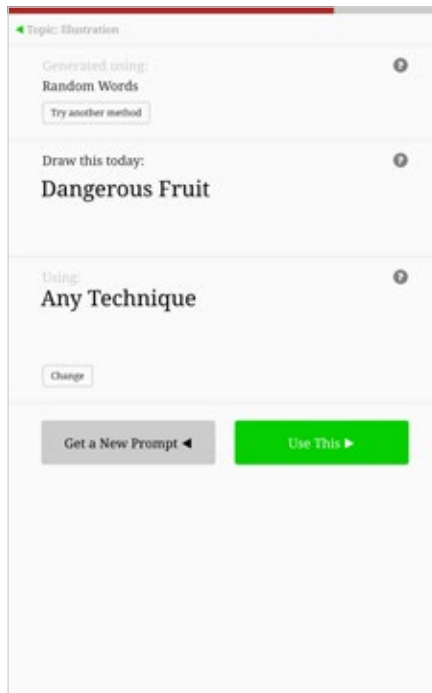 ◀ Topic: Illustration
Generated using:
Random Words
Try another method
Draw this today:
Dangerous Fruit
Using:
Any Technique
Change
Get a New Prompt ◀
Use This ▶